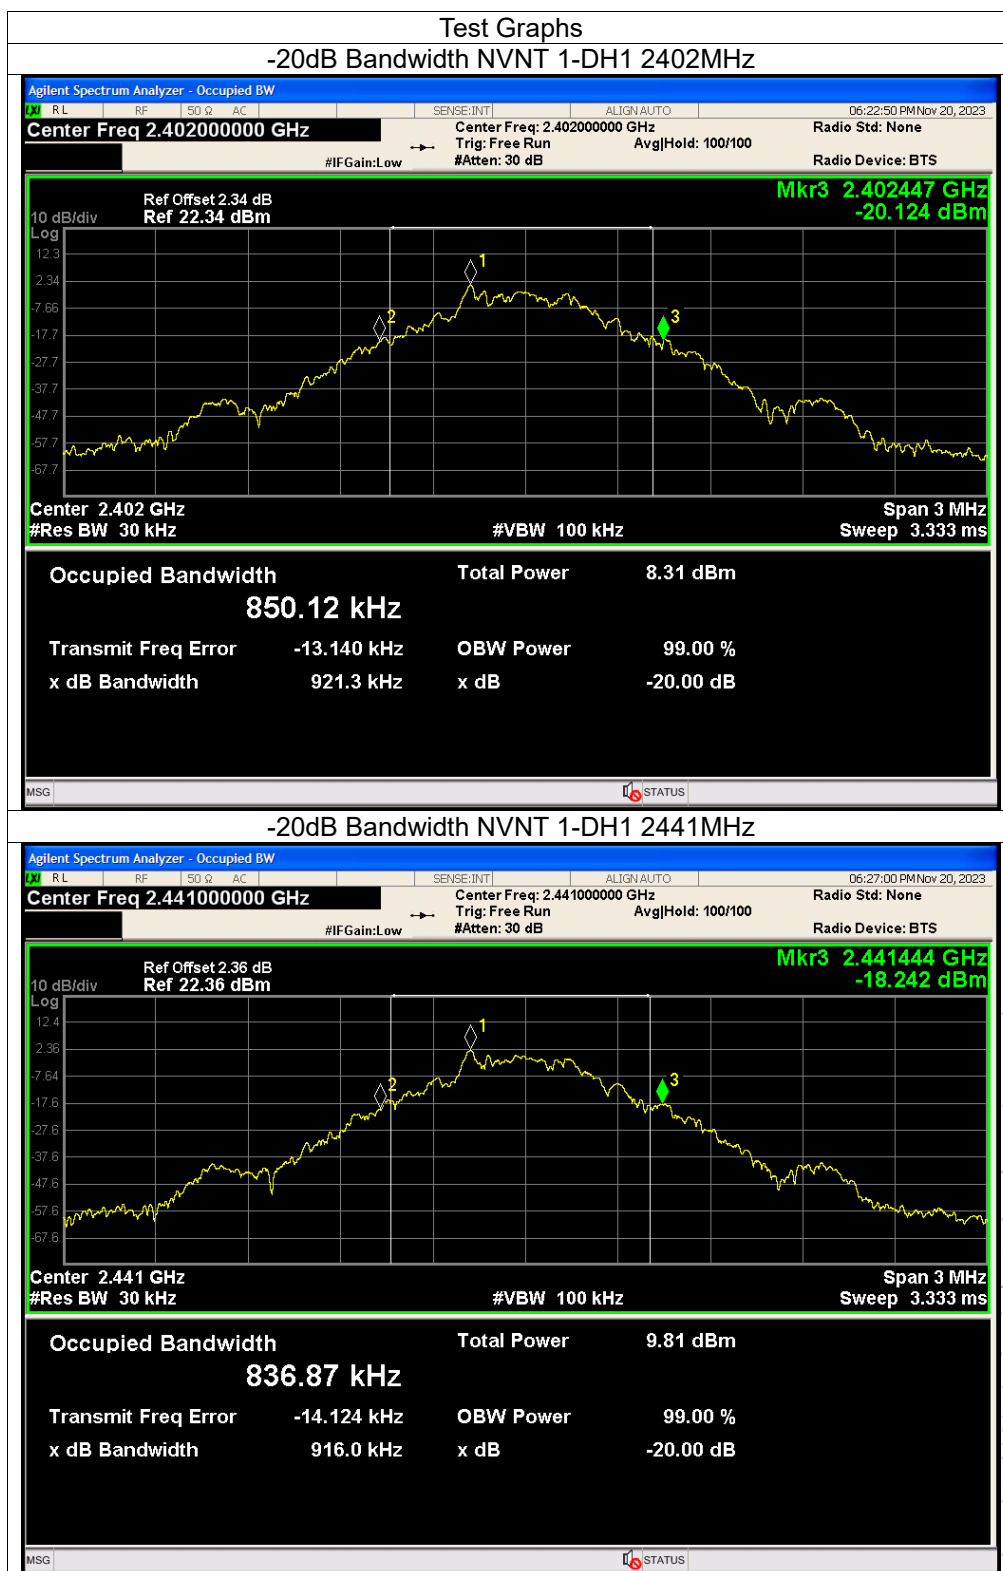 Test Graphs
-20dB Bandwidth NVNT 1-DH1 2402MHz
Agilent Spectrum Analyzer - Occupied BW
LXI RL RF 50 Ω AC SENSE:INT ALIGN AUTO 06:22:50 PM Nov 20, 2023
Center Freq 2.402000000 GHz Center Freq: 2.402000000 GHz Radio Std: None
Trig: Free Run Avg|Hold: 100/100
#IFGain:Low #Atten: 30 dB Radio Device: BTS
Mkr3 2.402447 GHz
Ref Offset 2.34 dB
10 dB/div Ref 22.34 dBm -20.124 dBm
Log
12.3
1
2.34
-7.66
2 3
-17.7
-27.7
-37.7
-47.7
-57.7
-67.7
Center 2.402 GHz Span 3 MHz
#Res BW 30 kHz #VBW 100 kHz Sweep 3.333 ms
Occupied Bandwidth Total Power 8.31 dBm
850.12 kHz
Transmit Freq Error -13.140 kHz OBW Power 99.00 %
x dB Bandwidth 921.3 kHz x dB -20.00 dB
MSG STATUS
-20dB Bandwidth NVNT 1-DH1 2441MHz
Agilent Spectrum Analyzer - Occupied BW
LXI RL RF 50 Ω AC SENSE:INT ALIGN AUTO 06:27:00 PM Nov 20, 2023
Center Freq 2.441000000 GHz Center Freq: 2.441000000 GHz Radio Std: None
Trig: Free Run Avg|Hold: 100/100
#IFGain:Low #Atten: 30 dB Radio Device: BTS
Mkr3 2.441444 GHz
Ref Offset 2.36 dB
10 dB/div Ref 22.36 dBm -18.242 dBm
Log
12.4
1
2.36
-7.64
2 3
-17.6
-27.6
-37.6
-47.6
-57.6
-67.6
Center 2.441 GHz Span 3 MHz
#Res BW 30 kHz #VBW 100 kHz Sweep 3.333 ms
Occupied Bandwidth Total Power 9.81 dBm
836.87 kHz
Transmit Freq Error -14.124 kHz OBW Power 99.00 %
x dB Bandwidth 916.0 kHz x dB -20.00 dB
MSG STATUS